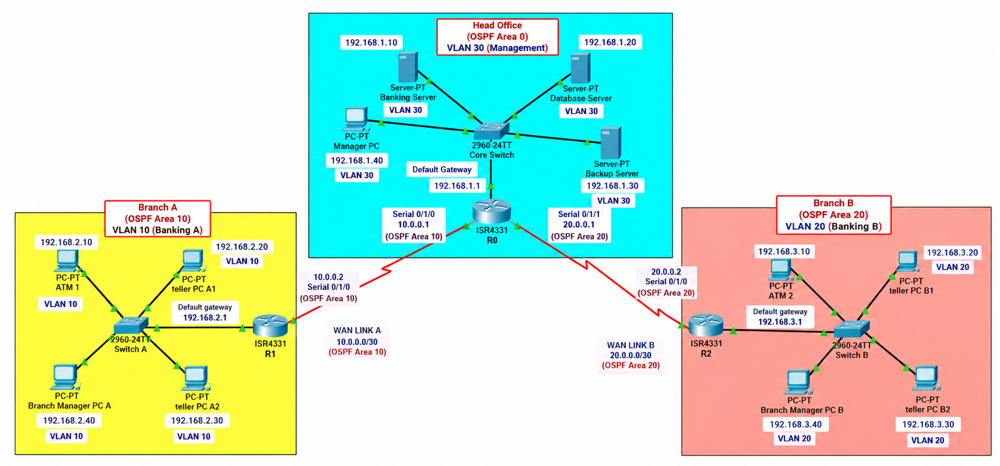 Head Office
(OSPF Area 0)
VLAN 30 (Management)
192.168.1.10
192.168.1.20
Server-PT
Banking Server
VLAN 30
Server-PT
Database Server
VLAN 30
PC-PT
Manager PC
192.168.1.40
VLAN 30
2960-24TT
Core Switch
Server-PT
Backup Server
192.168.1.30
VLAN 30
Default Gateway
192.168.1.1
Serial 0/1/0
10.0.0.1
(OSPF Area 10)
Serial 0/1/1
20.0.0.1
(OSPF Area 20)
ISR4331
R0
Branch A
(OSPF Area 10)
VLAN 10 (Banking A)
192.168.2.10
PC-PT
ATM 1
VLAN 10
192.168.2.20
VLAN 10
PC-PT
teller PC A1
Default gateway
192.168.2.1
2960-24TT
Switch A
ISR4331
R1
PC-PT
Branch Manager PC A
192.168.2.40
VLAN 10
PC-PT
teller PC A2
192.168.2.30
VLAN 10
10.0.0.2
Serial 0/1/0
(OSPF Area 10)
WAN LINK A
10.0.0.0/30
(OSPF Area 10)
20.0.0.2
Serial 0/1/0
(OSPF Area 20)
WAN LINK B
20.0.0.0/30
(OSPF Area 20)
Branch B
(OSPF Area 20)
VLAN 20 (Banking B)
192.168.3.10
PC-PT
ATM 2
192.168.3.20
VLAN 20
PC-PT
teller PC B1
Default gateway
192.168.3.1
ISR4331
R2
2960-24TT
Switch B
PC-PT
Branch Manager PC B
192.168.3.40
VLAN 20
PC-PT
teller PC B2
192.168.3.30
VLAN 20